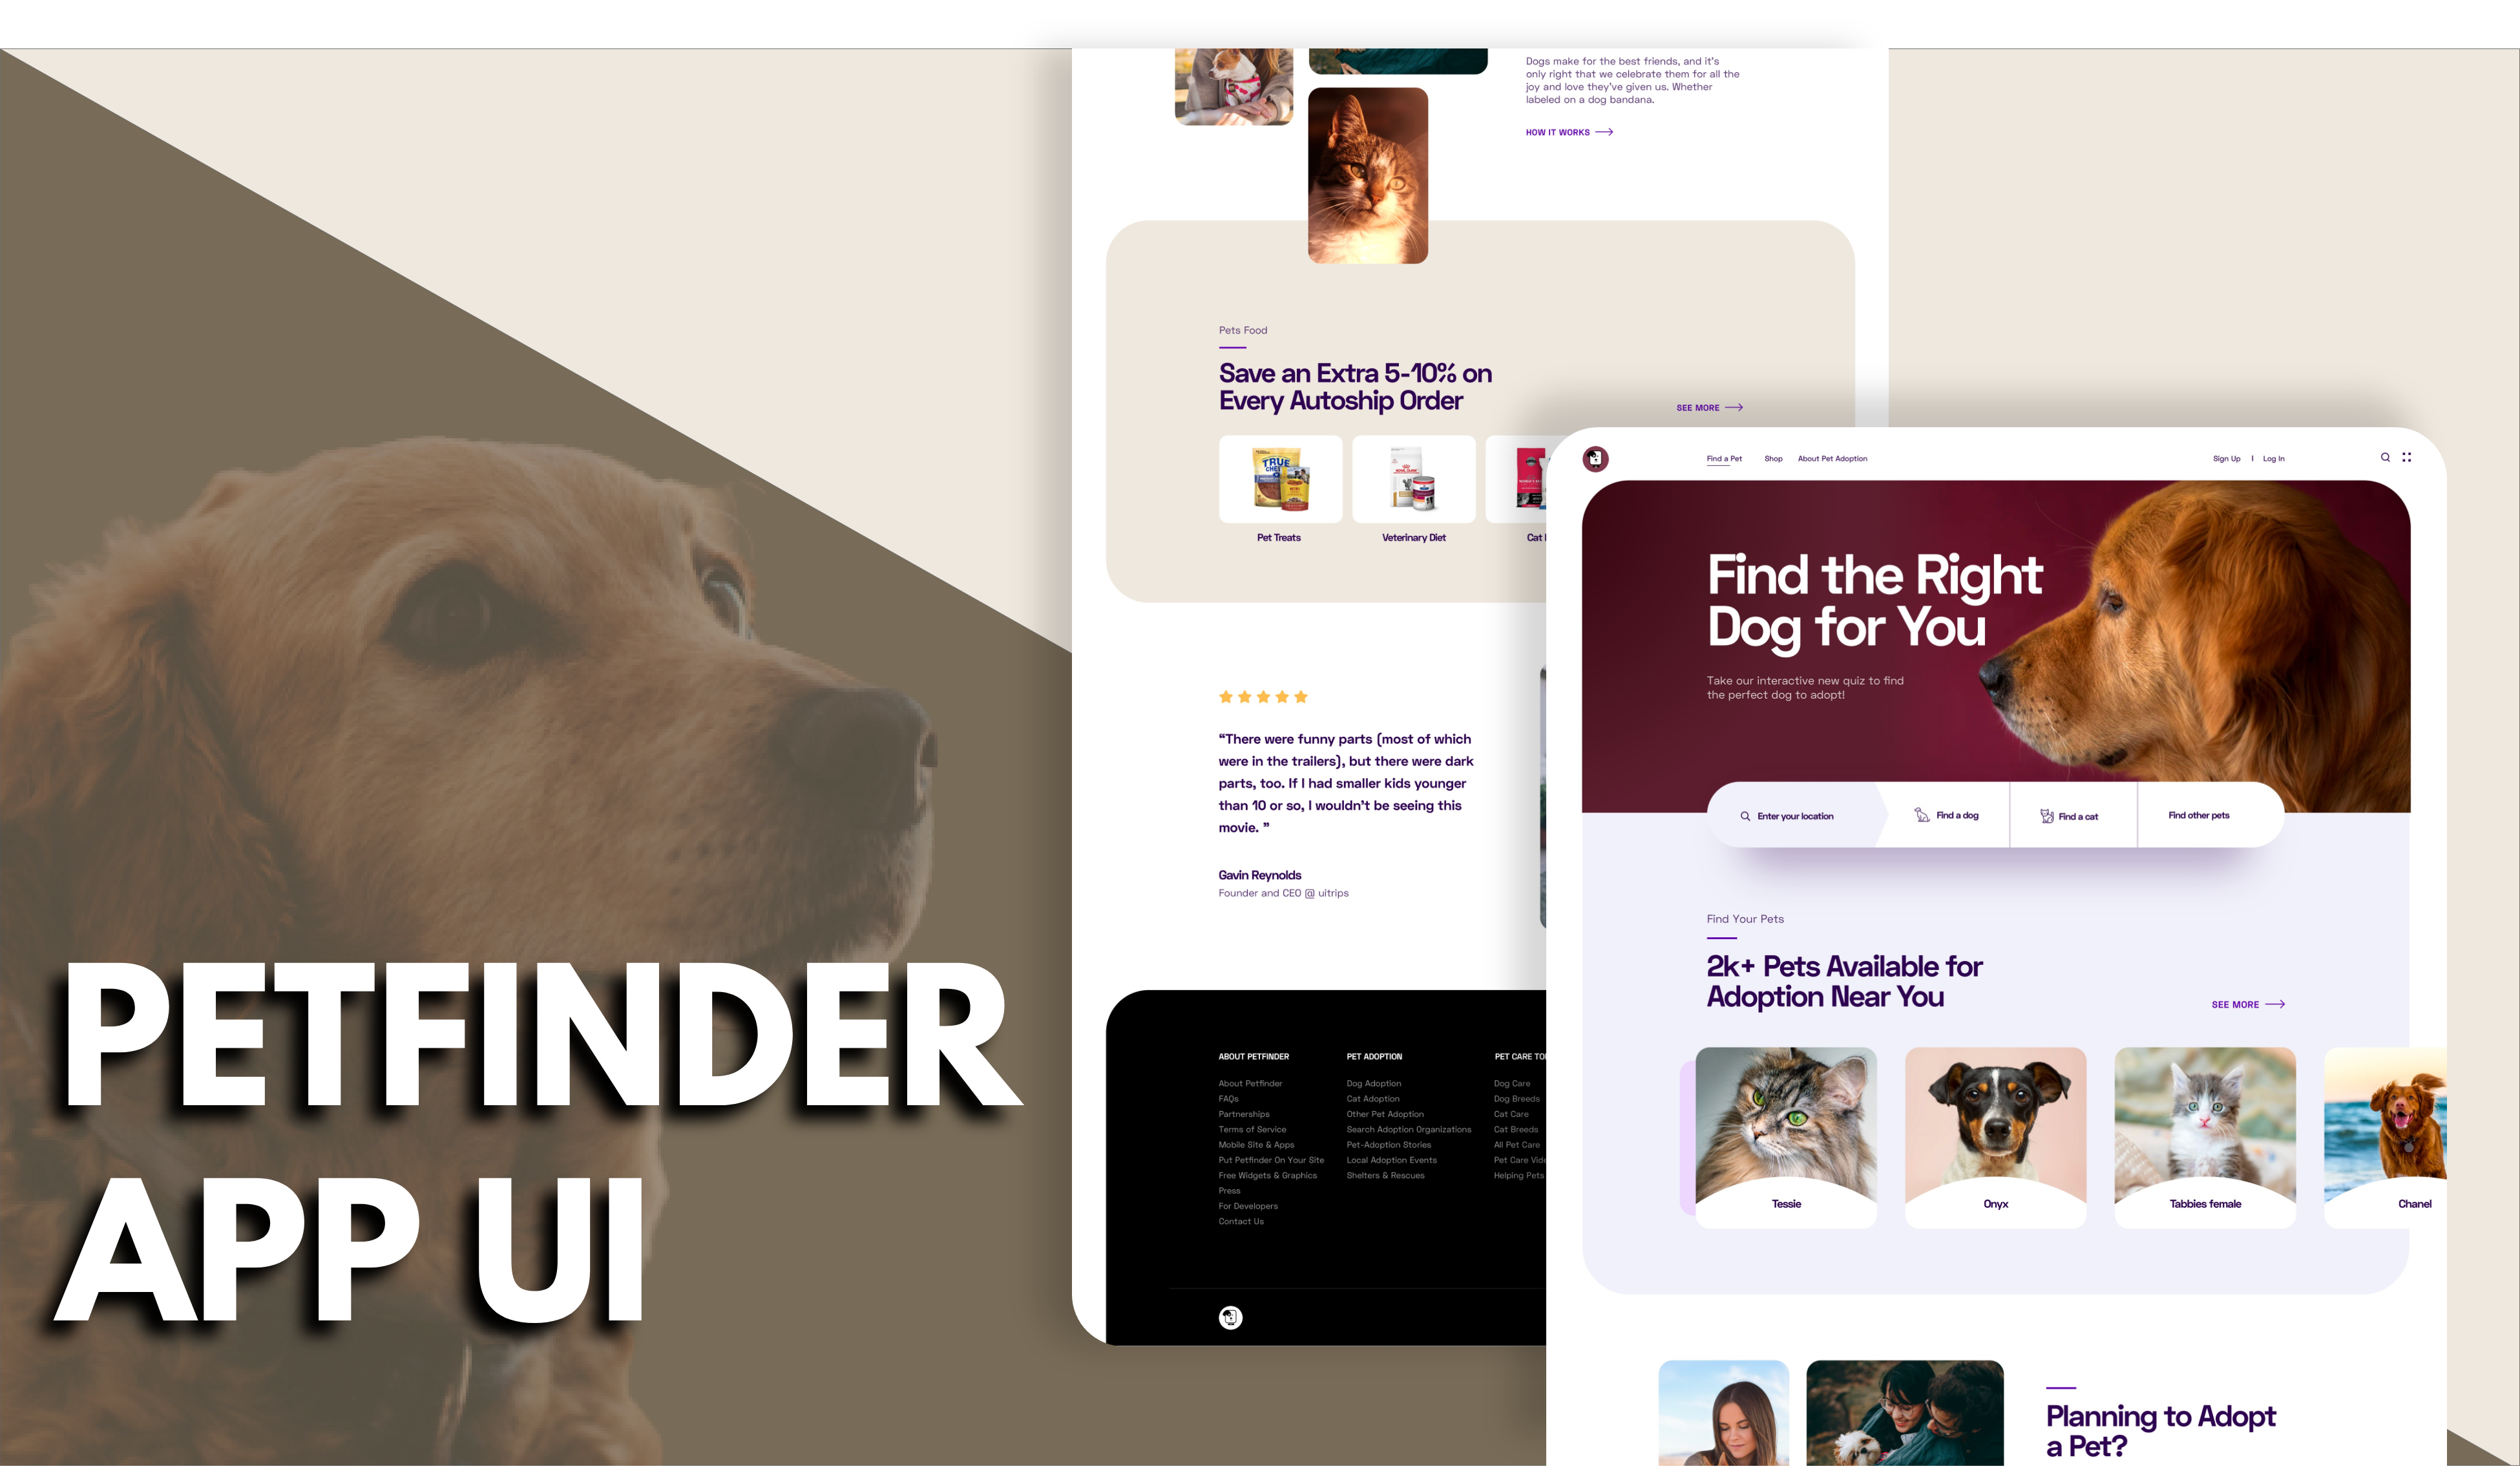 PETFINDER
APP UI
Dogs make for the best friends, and it's
only right that we celebrate them for all the
joy and love they've given us. Whether
labeled on a dog bandana.
HOW IT WORKS
Pets Food
Save an Extra 5-10% on
Every Autoship Order
SEE MORE
TRUE
Pet Treats
Veterinary Diet
Cat
“There were funny parts (most of which
were in the trailers), but there were dark
parts, too. If I had smaller kids younger
than 10 or so, I wouldn't be seeing this
movie. ”
Gavin Reynolds
Founder and CEO @ uitrips
ABOUT PETFINDER
About Petfinder
FAQs
Partnerships
Terms of Service
Mobile Site & Apps
Put Petfinder On Your Site
Free Widgets & Graphics
Press
For Developers
Contact Us
PET ADOPTION
Dog Adoption
Cat Adoption
Other Pet Adoption
Search Adoption Organizations
Pet-Adoption Stories
Local Adoption Events
Shelters & Rescues
PET CARE TO
Dog Care
Dog Breeds
Cat Care
Cat Breeds
All Pet Care
Pet Care Vid
Helping Pets
Find a Pet
Shop
About Pet Adoption
Sign Up | Log In
Find the Right
Dog for You
Take our interactive new quiz to find
the perfect dog to adopt!
Enter your location
Find a dog
Find a cat
Find other pets
Find Your Pets
2k+ Pets Available for
Adoption Near You
SEE MORE
Tessie
Onyx
Tabbies female
Chanel
Planning to Adopt
a Pet?